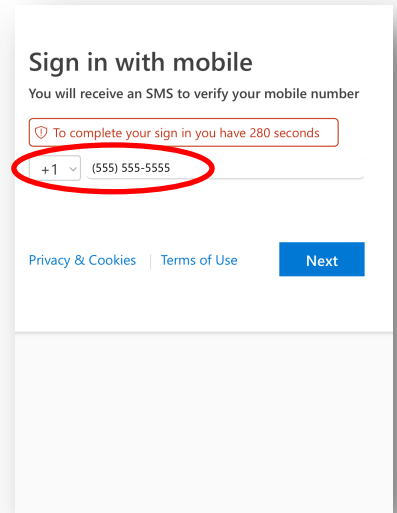 Sign in with mobile
You will receive an SMS to verify your mobile number
To complete your sign in you have 280 seconds
+1 (555) 555-5555
Privacy & Cookies | Terms of Use Next